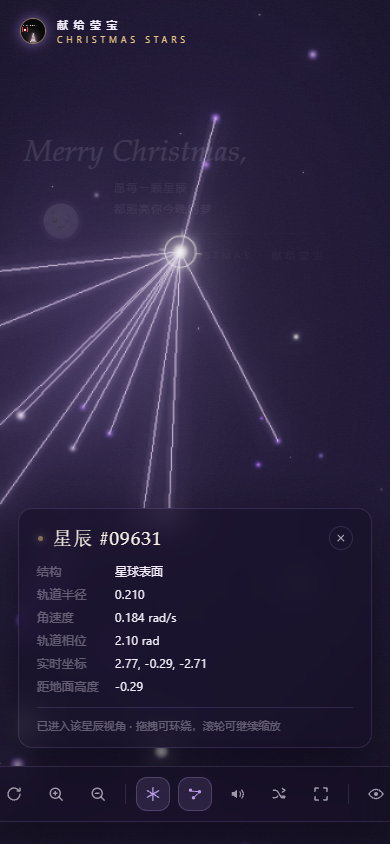 献给莹宝
CHRISTMAS STARS
Merry Christmas,
愿每一颗星辰
都照亮你今晚的梦
星辰 #09631
结构 星球表面
轨道半径 0.210
角速度 0.184 rad/s
轨道相位 2.10 rad
实时坐标 2.77, -0.29, -2.71
距地面高度 -0.29
已进入该星辰视角 · 拖拽可环绕，滚轮可继续缩放